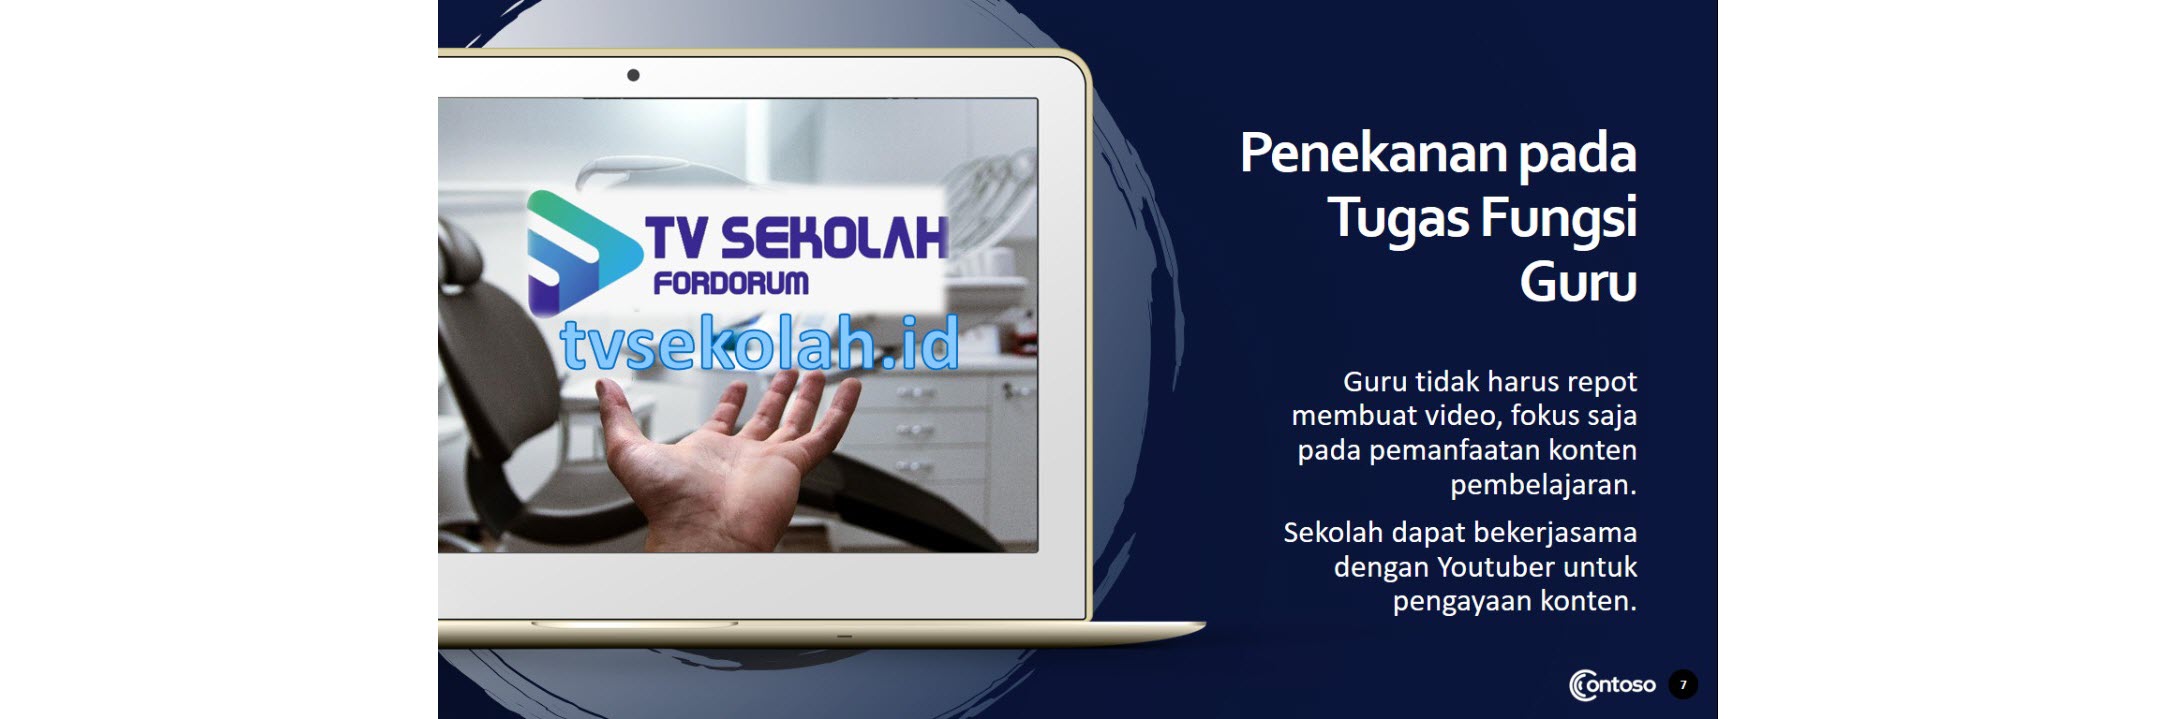 TV SEKOLAH
FORDORUM
tvsekolah.id
Penekanan pada
Tugas Fungsi
Guru
Guru tidak harus repot
membuat video, fokus saja
pada pemanfaatan konten
pembelajaran.
Sekolah dapat bekerjasama
dengan Youtuber untuk
pengayaan konten.
Contoso
7